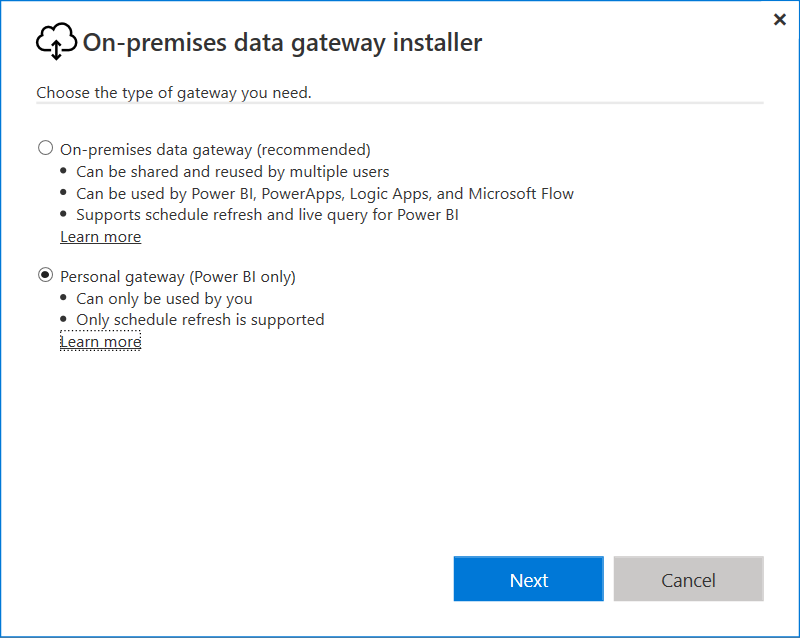 On-premises data gateway installer
Choose the type of gateway you need.
On-premises data gateway (recommended)
• Can be shared and reused by multiple users
• Can be used by Power BI, PowerApps, Logic Apps, and Microsoft Flow
• Supports schedule refresh and live query for Power BI
Learn more
Personal gateway (Power BI only)
• Can only be used by you
• Only schedule refresh is supported
Learn more
Next
Cancel